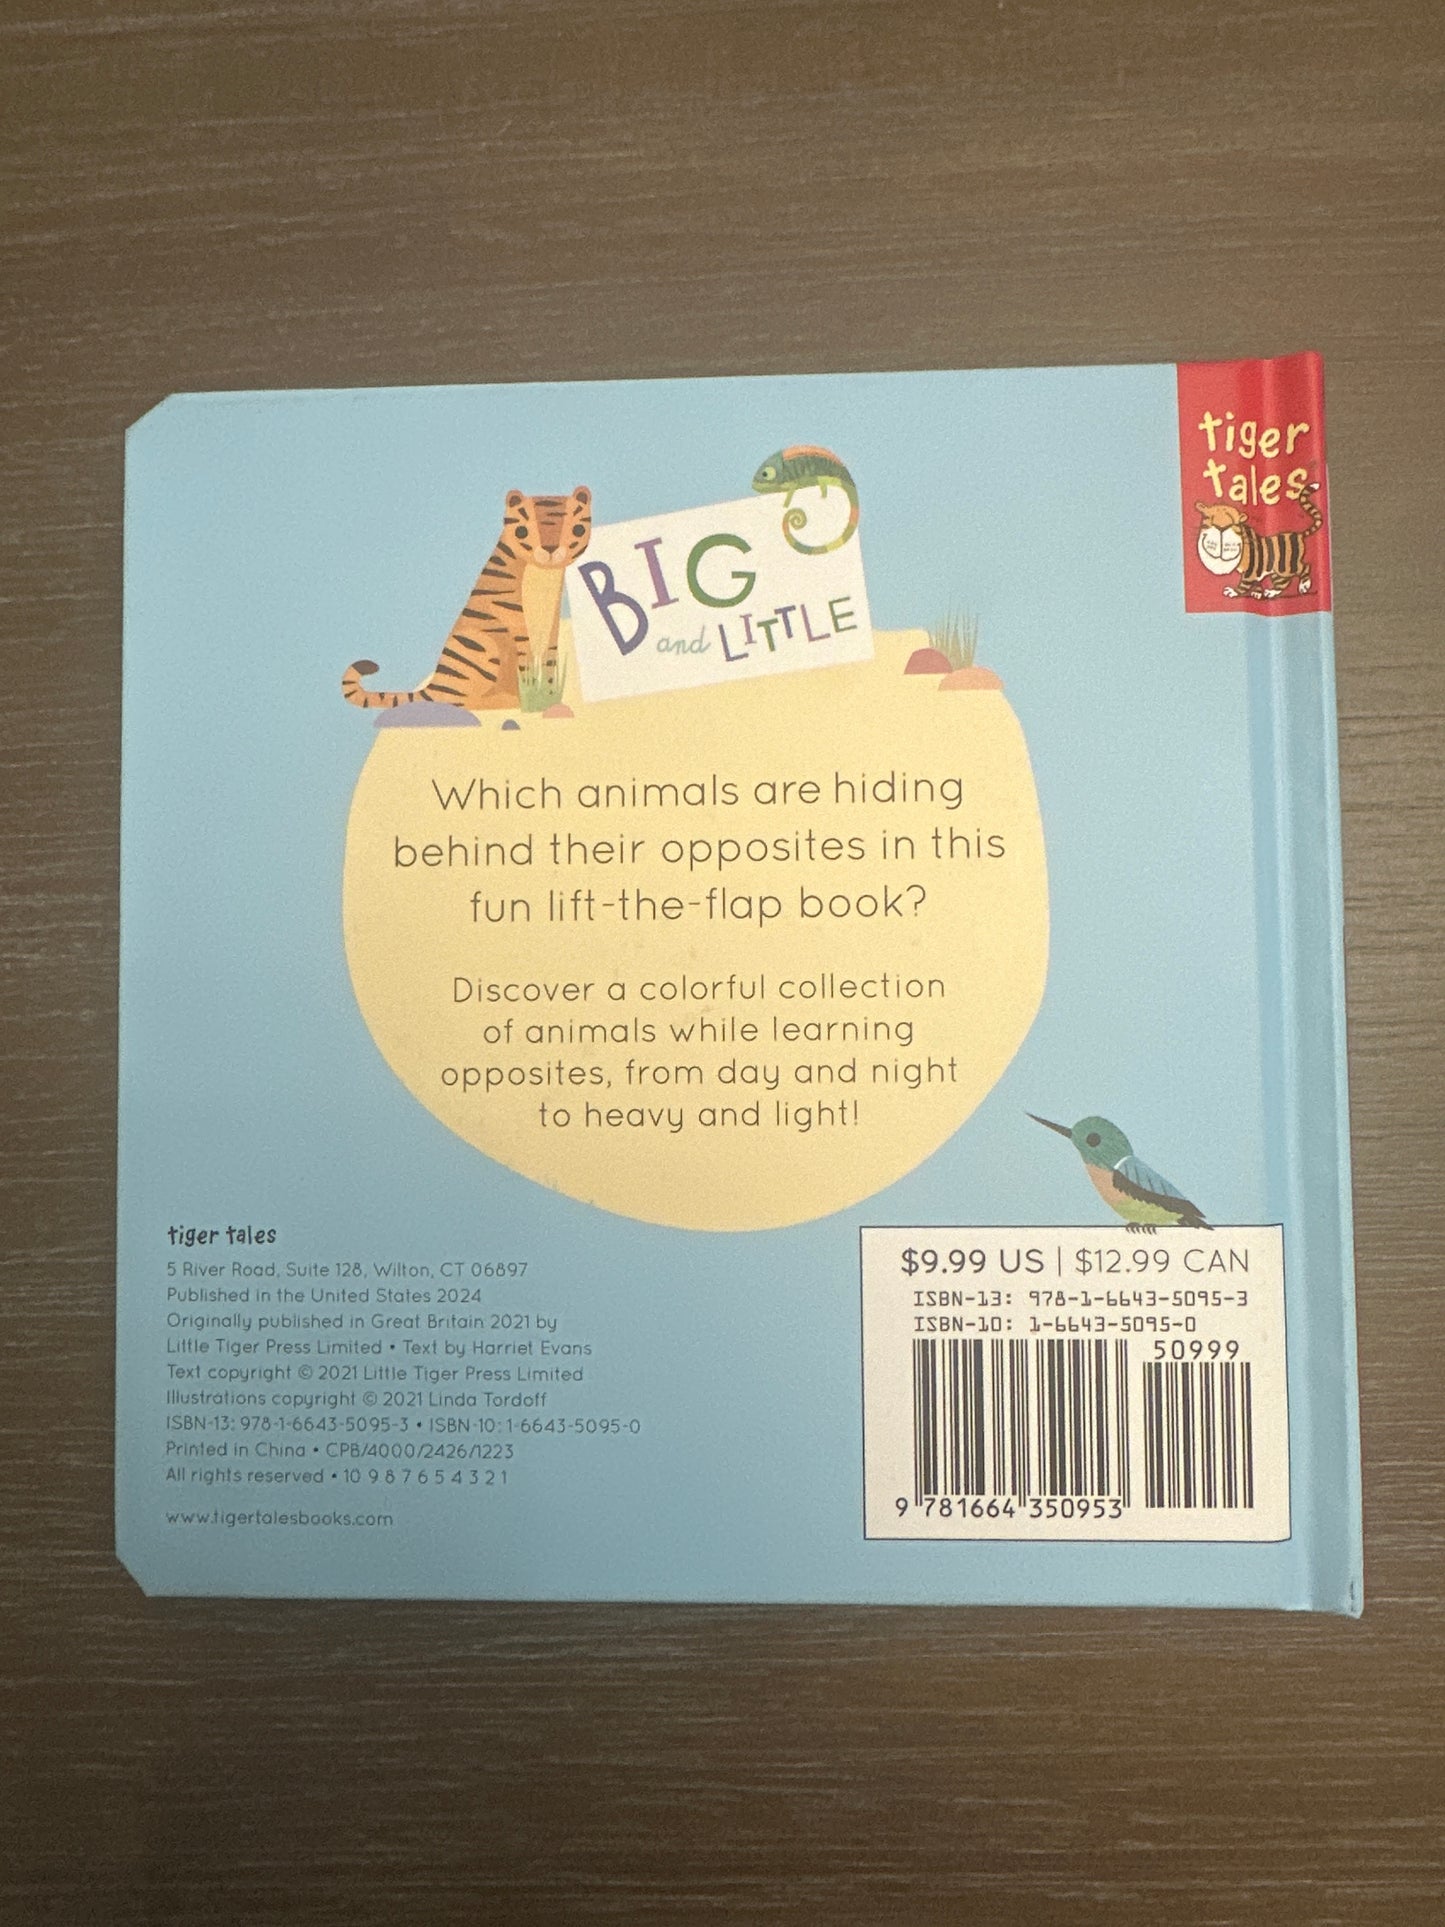 tiger
tales
BIG
and LITTLE
Which animals are hiding
behind their opposites in this
fun lift-the-flap book?
Discover a colorful collection
of animals while learning
opposites, from day and night
to heavy and light!
tiger tales
5 River Road, Suite 128, Wilton, CT 06897
Published in the United States 2024
Originally published in Great Britain 2021 by
Little Tiger Press Limited • Text by Harriet Evans
Text copyright © 2021 Little Tiger Press Limited
Illustrations copyright © 2021 Linda Tordoff
ISBN-13: 978-1-6643-5095-3 • ISBN-10: 1-6643-5095-0
Printed in China • CPB/4000/2426/1223
All rights reserved • 10 9 8 7 6 5 4 3 2 1
www.tigertalesbooks.com
$9.99 US | $12.99 CAN
ISBN-13: 978-1-6643-5095-3
ISBN-10: 1-6643-5095-0
50999
9 781664 350953